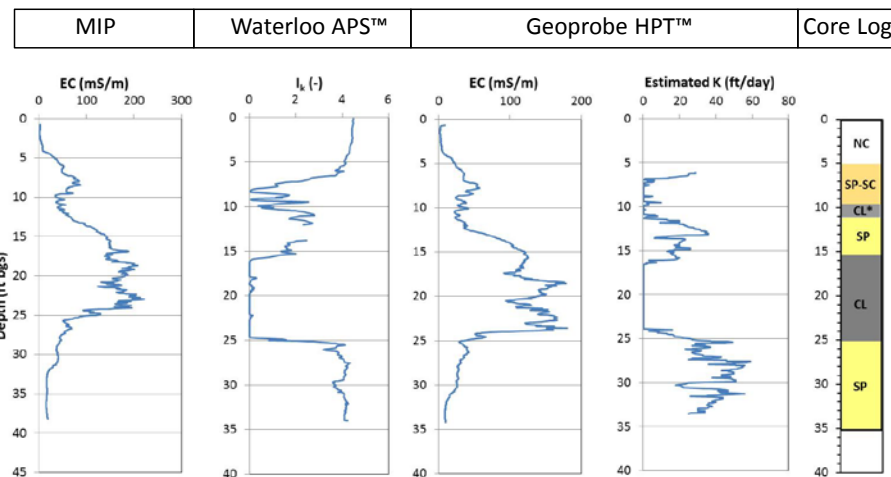 MIP Waterloo APS™ Geoprobe HPT™ Core Log
EC (mS/m) I_k (-) EC (mS/m) Estimated K (ft/day)
0 100 200 300 0 2 4 6 0 100 200 0 20 40 60 80
0 0 0 0 0
NC
5 5 5 5 5
SP-SC
10 10 10 10 10
CL*
SP
15 15 15 15 15
Depth (ft bgs)
20 20 20 20 20
CL
25 25 25 25 25
30 30 30 30 30
SP
35 35 35 35 35
40 40 40 40 40
45